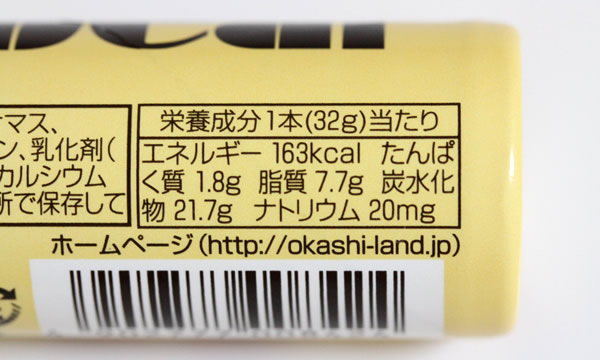 マス、
ン、乳化剤(
カルシウム
所で保存して
栄養成分1本(32g)当たり
エネルギー 163kcal たんぱ
く質 1.8g 脂質 7.7g 炭水化
物 21.7g ナトリウム 20mg
ホームページ(http://okashi-land.jp)